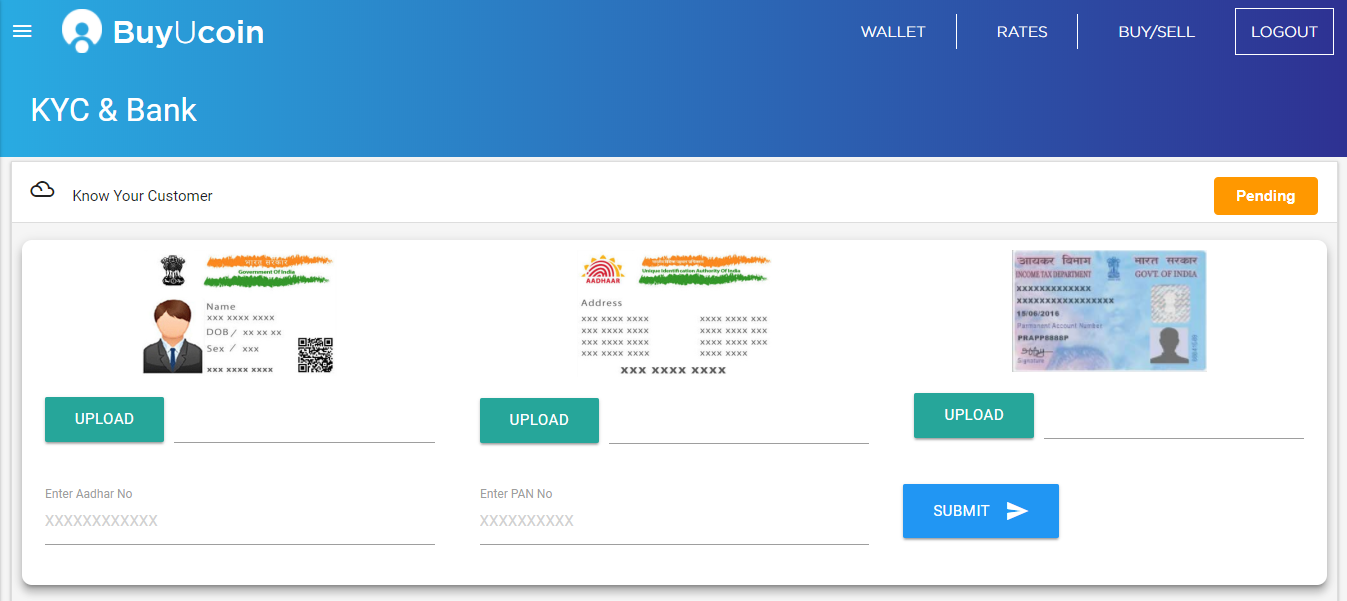 BuyUcoin
WALLET
RATES
BUY/SELL
LOGOUT
KYC & Bank
Know Your Customer
Pending
भारत सरकार
Government Of India
Name
xxx xxxx xxxx
DOB / xx xx xx
Sex / xxx
xxx xxxx xxxx
Unique Identification Authority Of India
AADHAAR
Address
xxx xxxx xxxx xxxx xxxx xxx
xxx xxxx xxxx xxxx xxxx xxx
xxx xxxx xxxx xxxx xxxx xxx
xxx xxxx xxxx xxxx xxxx
xxx xxxx xxxx
आयकर विभाग
भारत सरकार
INCOME TAX DEPARTMENT
GOVT. OF INDIA
XXXXXXXXXXXXX
XXXXXXXXXXXXXXXXX
15/06/2016
Permanent Account Number
PRAPP8888P
Signature
UPLOAD
UPLOAD
UPLOAD
Enter Aadhar No
XXXXXXXXXXXX
Enter PAN No
XXXXXXXXXX
SUBMIT